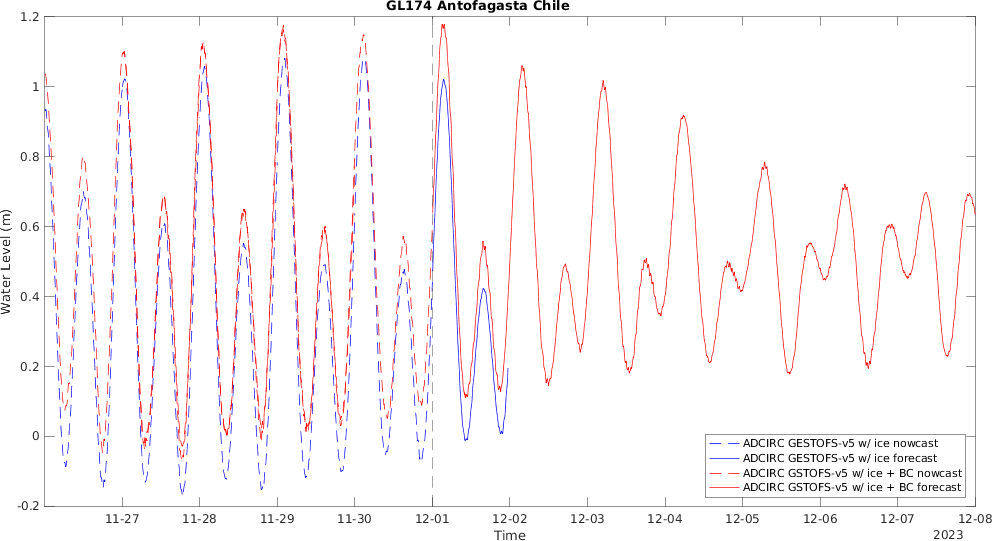 GL174 Antofagasta Chile
Water Level (m)
1.2
1
0.8
0.6
0.4
0.2
0
-0.2
11-27 11-28 11-29 11-30 12-01 12-02 12-03 12-04 12-05 12-06 12-07 12-08
Time
2023
ADCIRC GESTOFS-v5 w/ ice nowcast
ADCIRC GESTOFS-v5 w/ ice forecast
ADCIRC GSTOFS-v5 w/ ice + BC nowcast
ADCIRC GSTOFS-v5 w/ ice + BC forecast